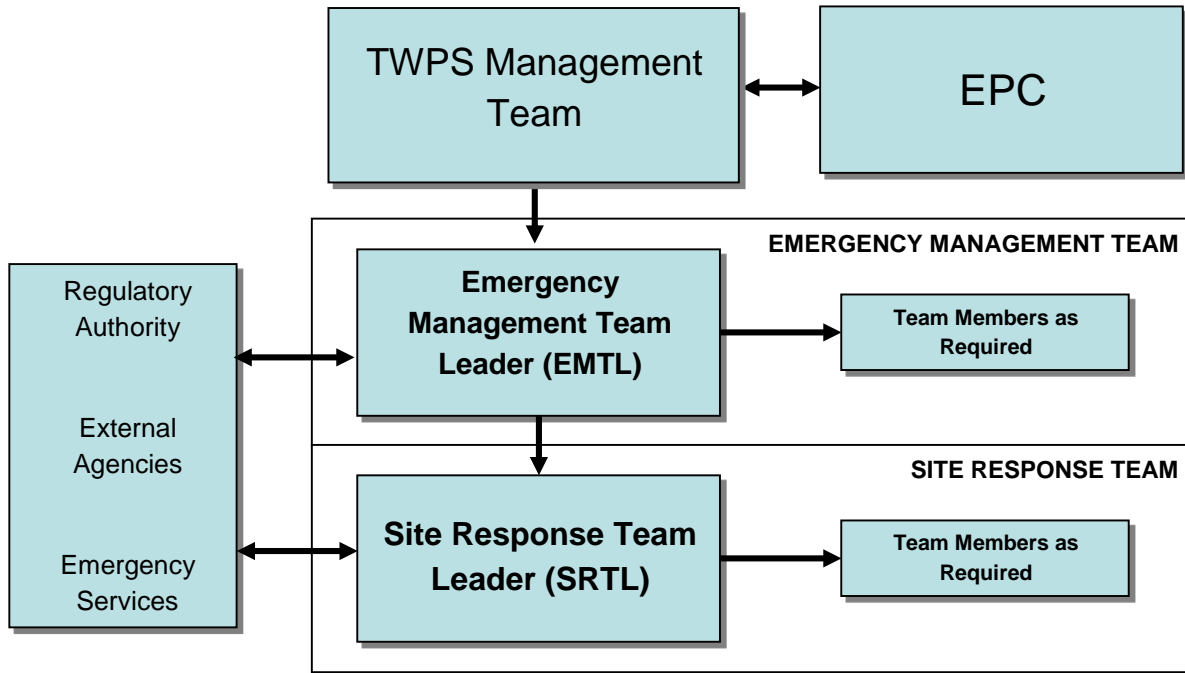 TWPS Management
Team
EPC
EMERGENCY MANAGEMENT TEAM
Regulatory
Authority
External
Agencies
Emergency
Services
Emergency
Management Team
Leader (EMTL)
Team Members as
Required
SITE RESPONSE TEAM
Site Response Team
Leader (SRTL)
Team Members as
Required